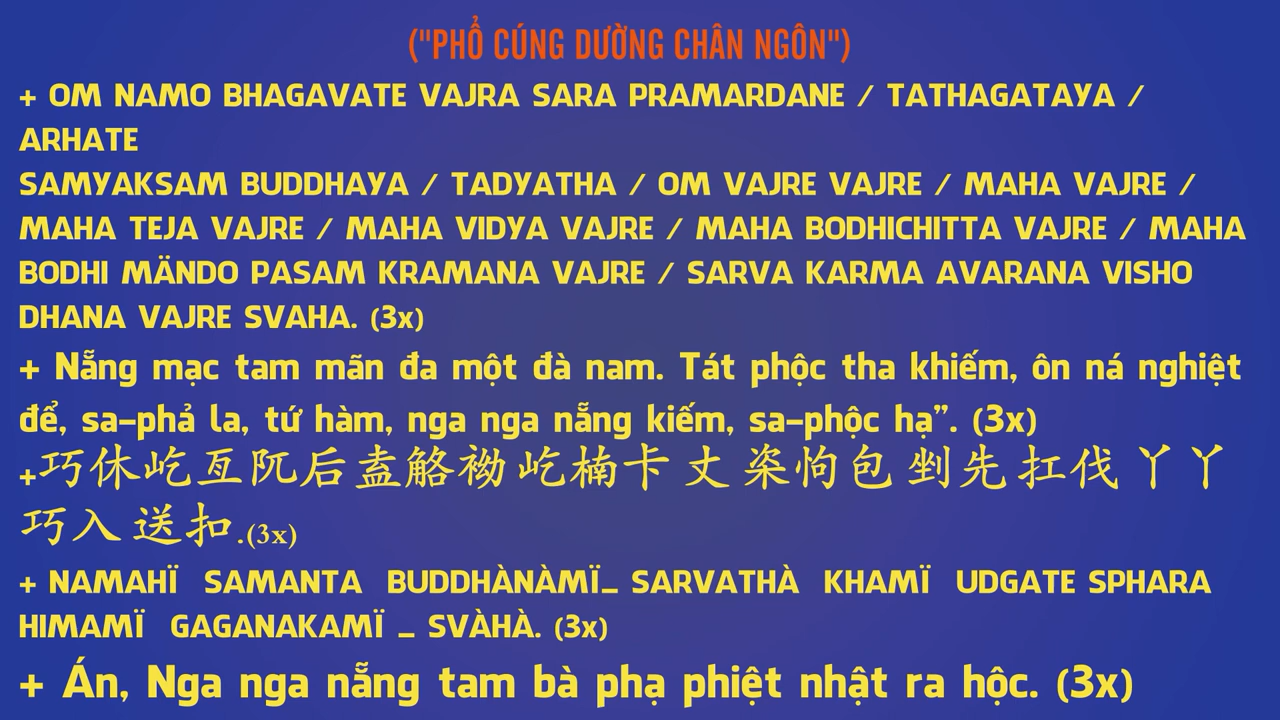 ("PHỔ CÚNG DƯỜNG CHÂN NGÔN")
+ OM NAMO BHAGAVATE VAJRA SARA PRAMARDANE / TATHAGATAYA /
ARHATE
SAMYAKSAM BUDDHAYA / TADYATHA / OM VAJRE VAJRE / MAHA VAJRE /
MAHA TEJA VAJRE / MAHA VIDYA VAJRE / MAHA BODHICHITTA VAJRE / MAHA
BODHI MÄNDO PASAM KRAMANA VAJRE / SARVA KARMA AVARANA VISHO
DHANA VAJRE SVAHA. (3x)
+ Nẵng mạc tam mãn đa một đà nam. Tát phộc tha khiếm, ôn ná nghiệt
để, sa-phả la, tứ hàm, nga nga nẵng kiếm, sa-phộc hạ”. (3x)
+巧休屹亙阢后盍觡袎屹楠卡丈楶怐包剉先扛伐丫丫
巧入送扣.(3x)
+ NAMAHÏ SAMANTA BUDDHÀNÀMÏ_ SARVATHÀ KHAMÏ UDGATE SPHARA
HIMAMÏ GAGANAKAMÏ _ SVÀHÀ. (3x)
+ Án, Nga nga nẵng tam bà phạ phiệt nhật ra hộc. (3x)